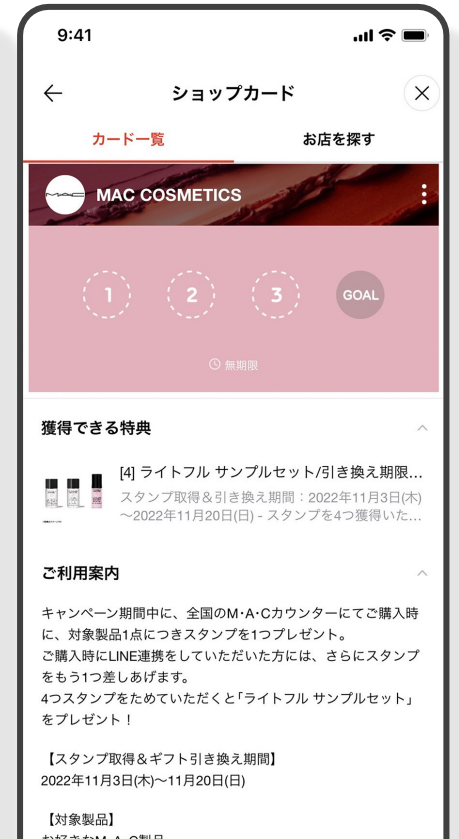 9:41
ショップカード
カード一覧
お店を探す
MAC
MAC COSMETICS
1
2
3
GOAL
無期限
獲得できる特典
[4] ライトフル サンプルセット/引き換え期限...
スタンプ取得&引き換え期間:2022年11月3日(木)
~2022年11月20日(日) - スタンプを4つ獲得いた...
ご利用案内
キャンペーン期間中に、全国のM･A･Cカウンターにてご購入時
に、対象製品1点につきスタンプを1つプレゼント。
ご購入時にLINE連携をしていただいた方には、さらにスタンプ
をもう1つ差しあげます。
4つスタンプをためていただくと「ライトフル サンプルセット」
をプレゼント！
【スタンプ取得&ギフト引き換え期間】
2022年11月3日(木)〜11月20日(日)
【対象製品】
お好きなM･A･C製品